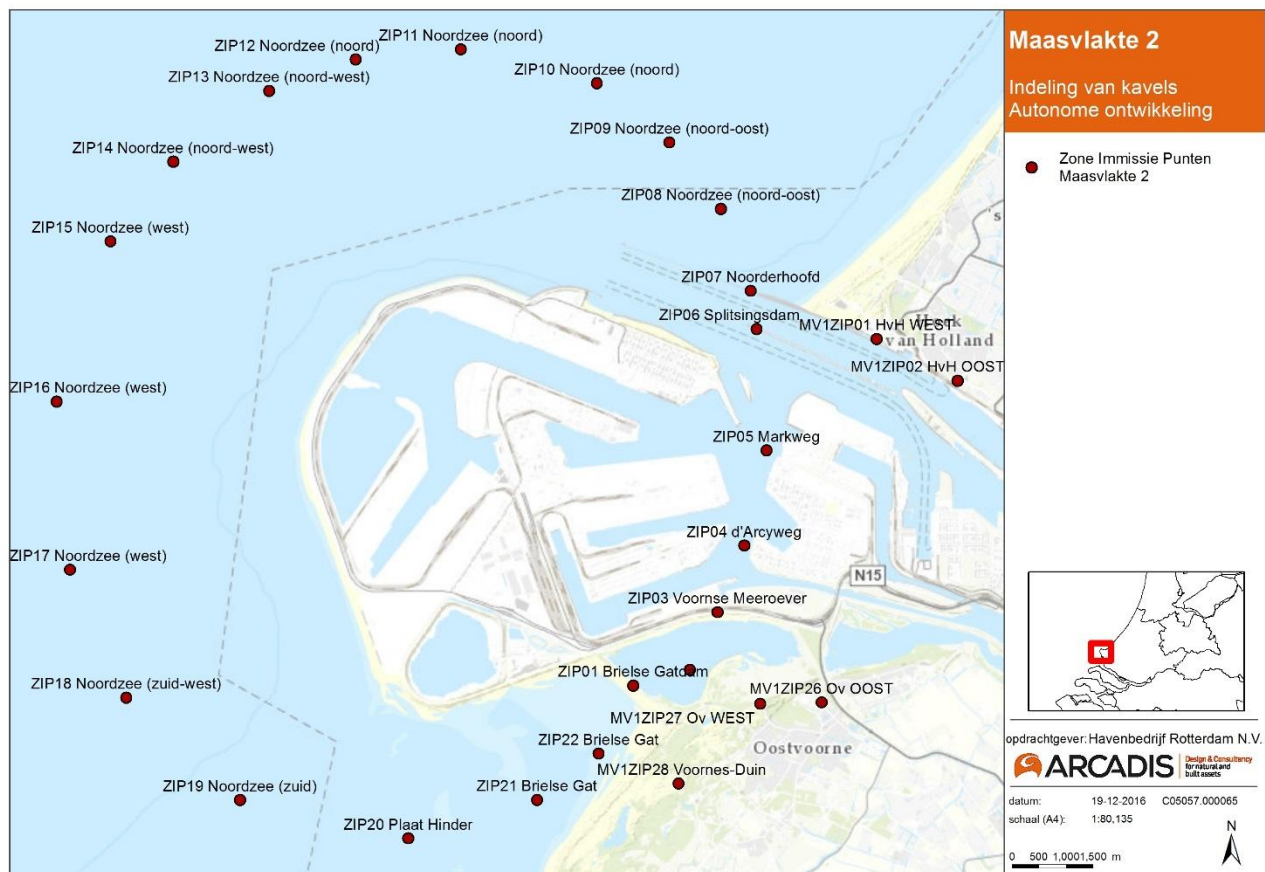 ZIP12 Noordzee (noord)
ZIP11 Noordzee (noord)
ZIP13 Noordzee (noord-west)
ZIP10 Noordzee (noord)
ZIP09 Noordzee (noord-oost)
ZIP14 Noordzee (noord-west)
ZIP08 Noordzee (noord-oost)
's
ZIP15 Noordzee (west)
ZIP07 Noorderhoofd
ZIP06 Splitsingsdam
MV1ZIP01 HvH WEST
Hoek
van Holland
MV1ZIP02 HvH OOST
ZIP16 Noordzee (west)
ZIP05 Markweg
ZIP04 d'Arcyweg
ZIP17 Noordzee (west)
N15
ZIP03 Voornse Meeroever
ZIP01 Brielse Gatdam
ZIP18 Noordzee (zuid-west)
MV1ZIP26 Ov OOST
MV1ZIP27 Ov WEST
ZIP22 Brielse Gat
Oostvoorne
MV1ZIP28 Voornes-Duin
ZIP19 Noordzee (zuid)
ZIP21 Brielse Gat
ZIP20 Plaat Hinder
Maasvlakte 2
Indeling van kavels
Autonome ontwikkeling
Zone Immissie Punten
Maasvlakte 2
opdrachtgever: Havenbedrijf Rotterdam N.V.
ARCADIS
Design & Consultancy
for natural and
built assets
datum: 19-12-2016 C05057.000065
schaal (A4): 1:80,135
N
0 500 1,000 1,500 m